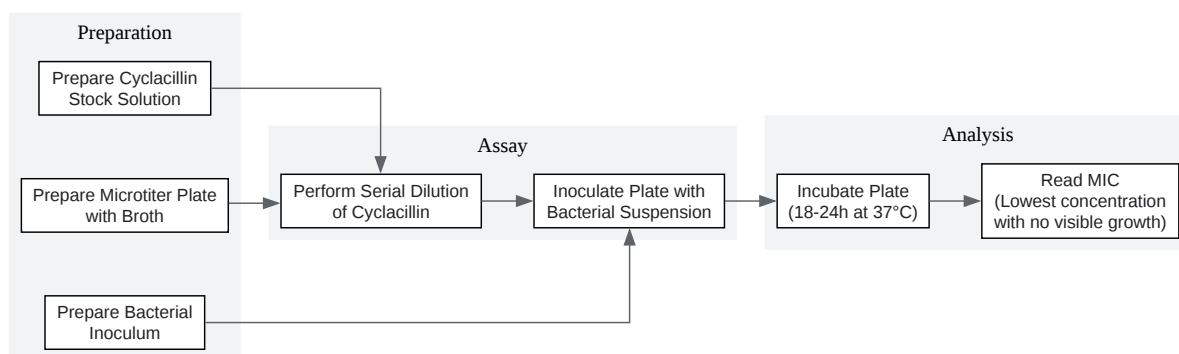 Preparation
Prepare Cyclacillin
Stock Solution
Prepare Microtiter Plate
with Broth
Prepare Bacterial
Inoculum
Assay
Perform Serial Dilution
of Cyclacillin
Inoculate Plate with
Bacterial Suspension
Analysis
Incubate Plate
(18-24h at 37°C)
Read MIC
(Lowest concentration
with no visible growth)